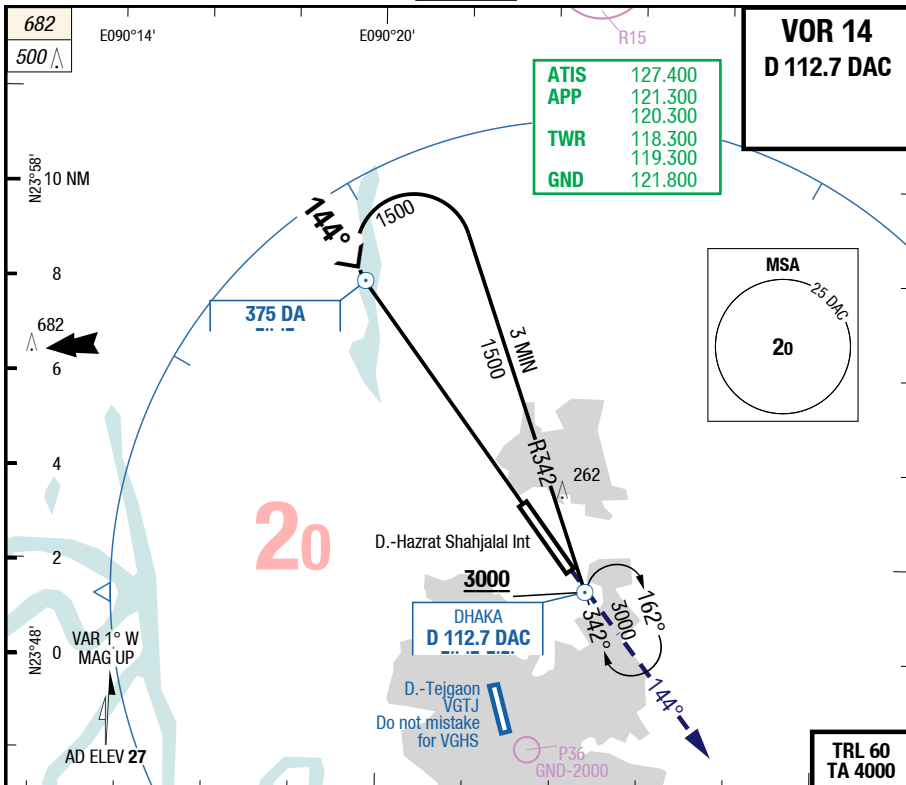 682
500
E090°14'
E090°20'
R15
VOR 14
D 112.7 DAC
ATIS 127.400
APP 121.300
120.300
TWR 118.300
119.300
GND 121.800
N23°58'
10 NM
8
6
4
2
0
N23°48'
144°
1500
375 DA
682
3 MIN
1500
R342
262
MSA
25 DAC
20
20
D.-Hazrat Shahjalal Int
3000
DHAKA
D 112.7 DAC
162°
3000
342°
144°
VAR 1° W
MAG UP
AD ELEV 27
D.-Tejgaon
VGTJ
Do not mistake
for VGHS
P36
GND-2000
TRL 60
TA 4000